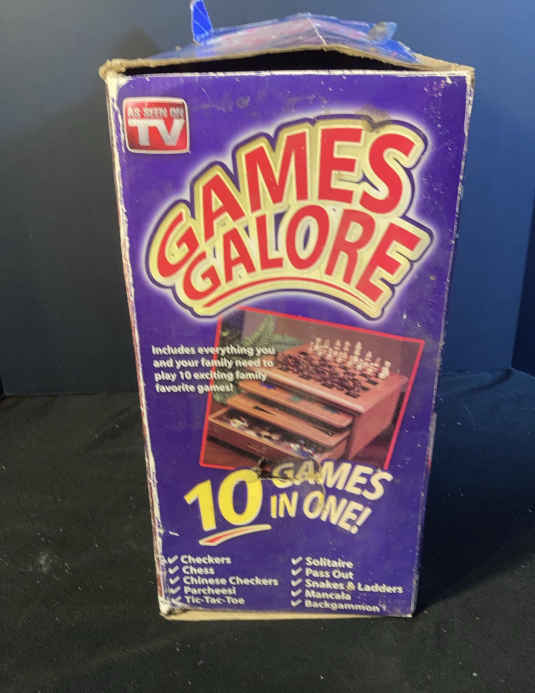 AS SEEN ON
TV
GAMES
GALORE
Includes everything you
and your family need to
play 10 exciting family
favorite games!
10 GAMES
IN ONE!
✓ Checkers
✓ Chess
✓ Chinese Checkers
✓ Parcheesi
✓ Tic-Tac-Toe
✓ Solitaire
✓ Pass Out
✓ Snakes & Ladders
✓ Mancala
✓ Backgammon